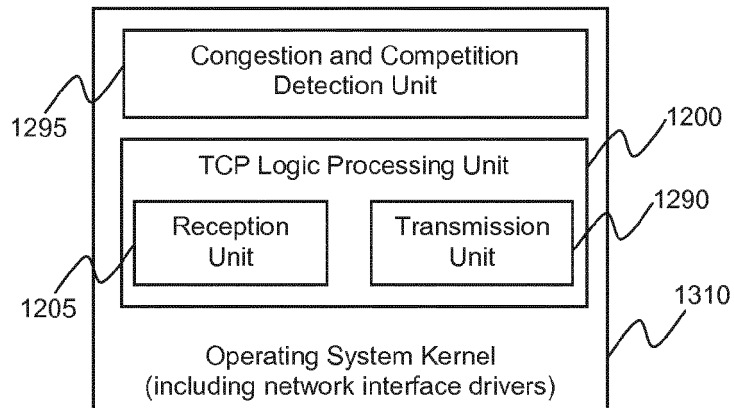 Congestion and Competition
Detection Unit
1295
1200
TCP Logic Processing Unit
1290
Reception
Unit
Transmission
Unit
1205
1310
Operating System Kernel
(including network interface drivers)